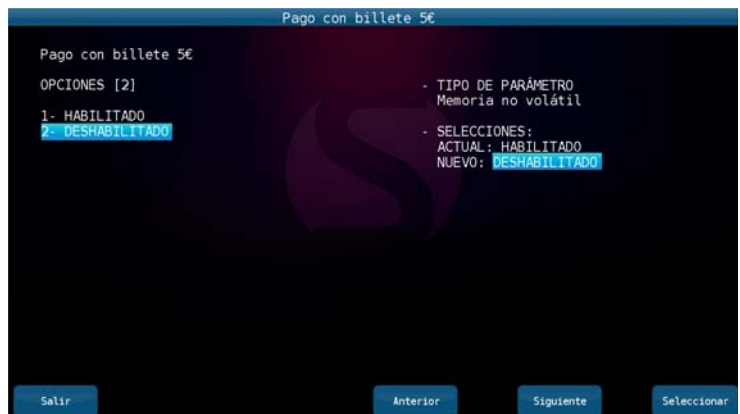 Pago con billete 5€
Pago con billete 5€
OPCIONES [2]
1- HABILITADO
2- DESHABILITADO
- TIPO DE PARÁMETRO
Memoria no volátil
- SELECCIONES:
ACTUAL: HABILITADO
NUEVO: DESHABILITADO
Salir
Anterior
Siguiente
Seleccionar